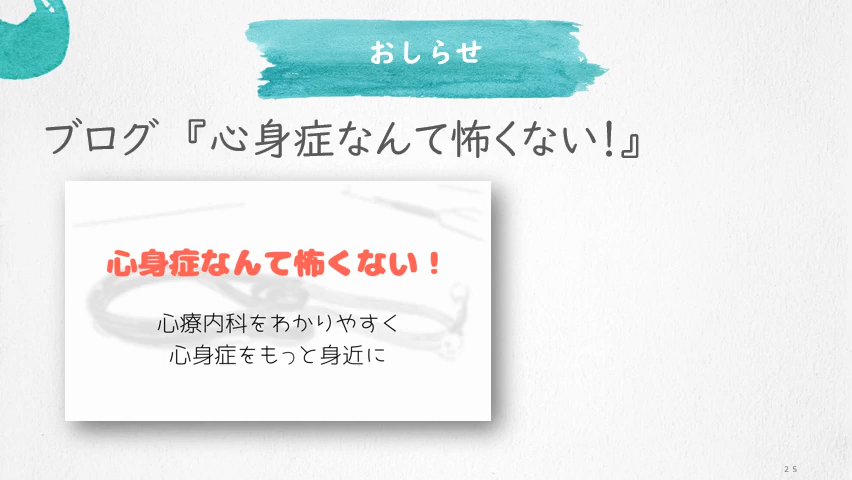 おしらせ
ブログ『心身症なんて怖くない!』
心身症なんて怖くない！
心療内科をわかりやすく
心身症をもっと身近に
25